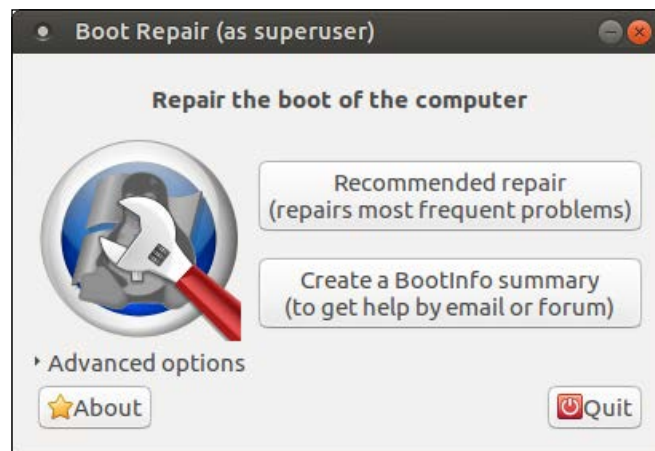 Boot Repair (as superuser)
Repair the boot of the computer
Recommended repair
(repairs most frequent problems)
Create a BootInfo summary
(to get help by email or forum)
Advanced options
About
Quit